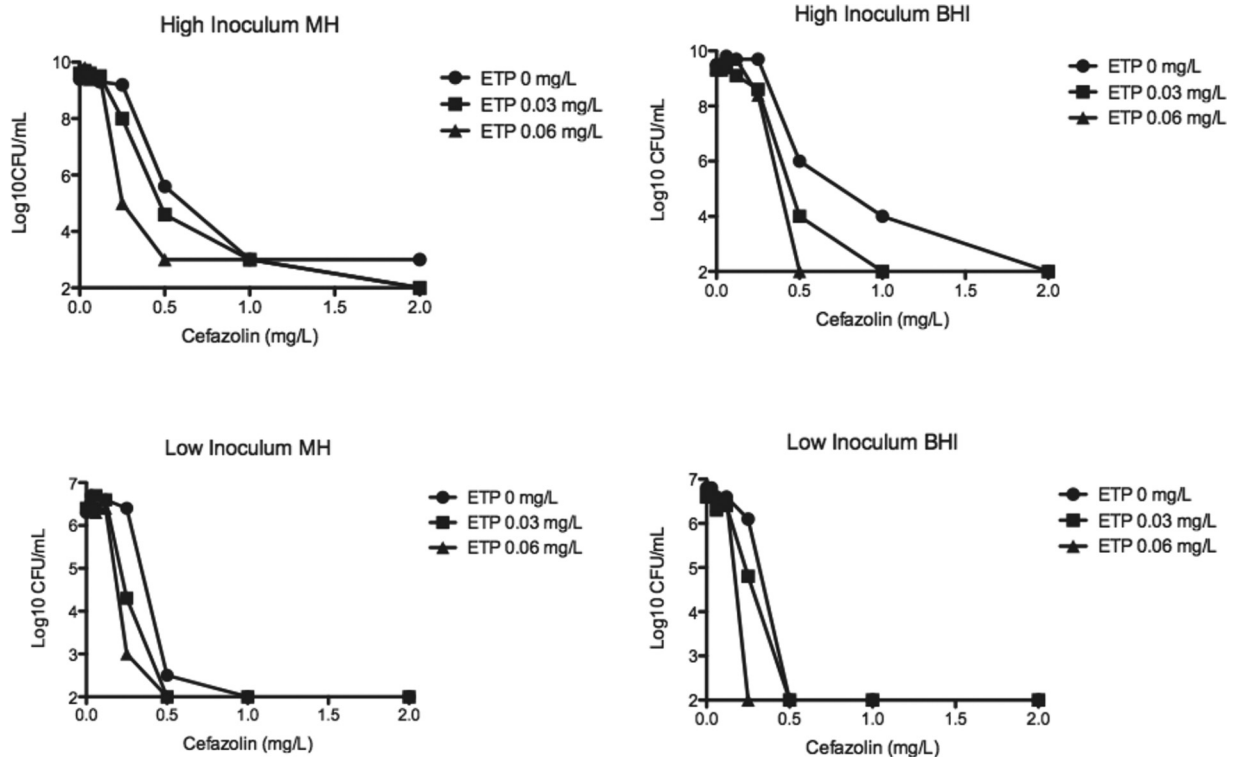 High Inoculum MH
10
8
6
4
2
0.0 0.5 1.0 1.5 2.0
Log10CFU/mL
Cefazolin (mg/L)
ETP 0 mg/L
ETP 0.03 mg/L
ETP 0.06 mg/L
High Inoculum BHI
10
8
6
4
2
0.0 0.5 1.0 1.5 2.0
Log10 CFU/mL
Cefazolin (mg/L)
ETP 0 mg/L
ETP 0.03 mg/L
ETP 0.06 mg/L
Low Inoculum MH
7
6
5
4
3
2
0.0 0.5 1.0 1.5 2.0
Log10 CFU/mL
Cefazolin (mg/L)
ETP 0 mg/L
ETP 0.03 mg/L
ETP 0.06 mg/L
Low Inoculum BHI
7
6
5
4
3
2
0.0 0.5 1.0 1.5 2.0
Log10 CFU/mL
Cefazolin (mg/L)
ETP 0 mg/L
ETP 0.03 mg/L
ETP 0.06 mg/L